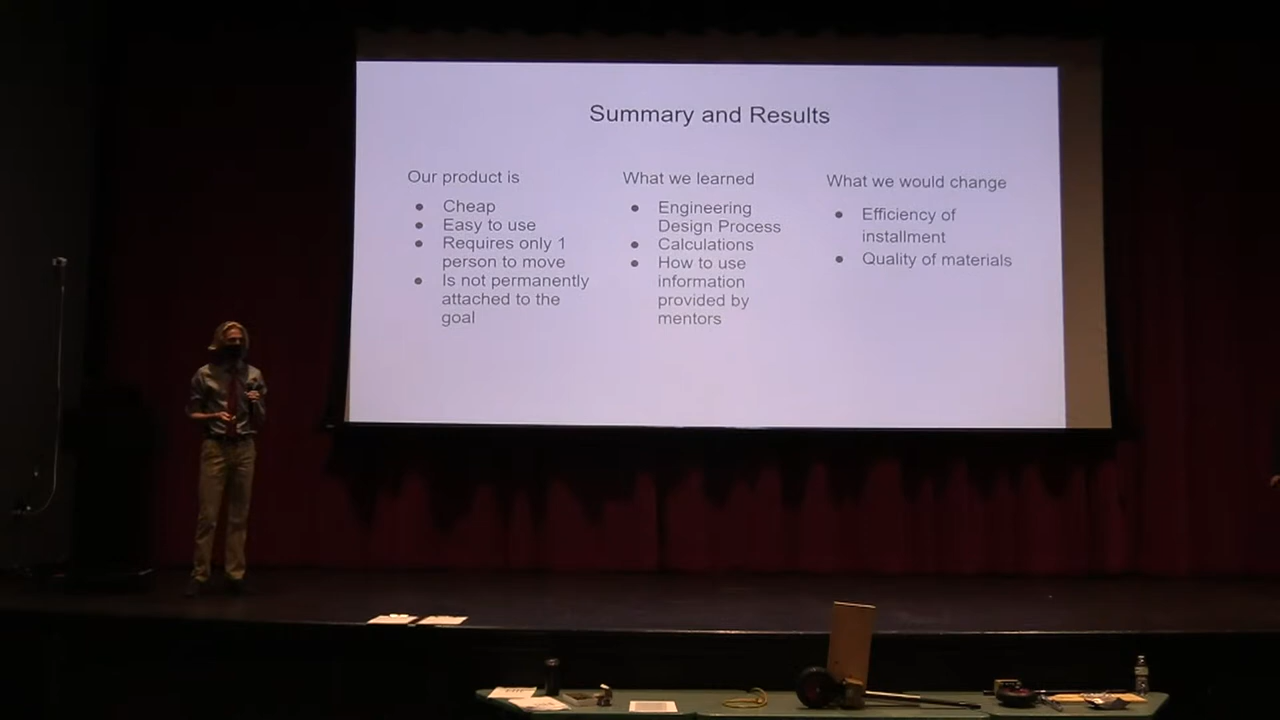 Summary and Results
Our product is
● Cheap
● Easy to use
● Requires only 1
person to move
● Is not permanently
attached to the
goal
What we learned
● Engineering
Design Process
● Calculations
● How to use
information
provided by
mentors
What we would change
● Efficiency of
installment
● Quality of materials